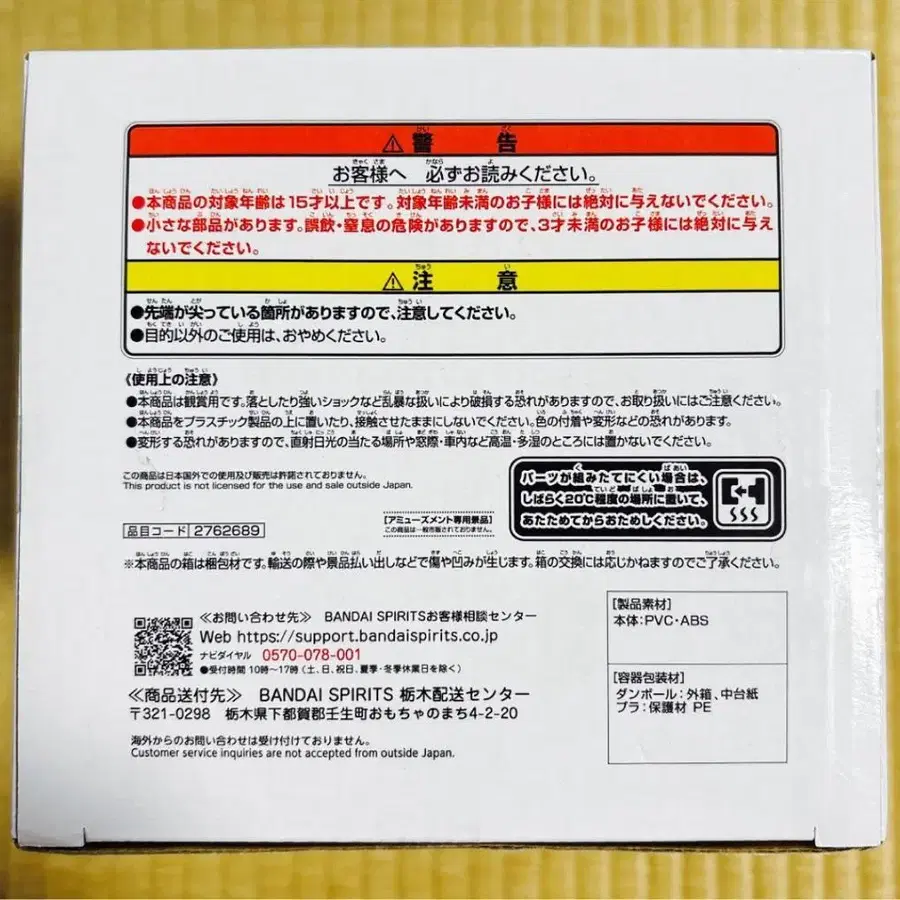 ⚠警告
お客様へ 必ずお読みください。
●本商品の対象年齢は15才以上です。対象年齢未満のお子様には絶対に与えないでください。
●小さな部品があります。誤飲・窒息の危険がありますので、3才未満のお子様には絶対に与え
ないでください。
⚠注意
●先端が尖っている箇所がありますので、注意してください。
●目的以外のご使用は、おやめください。
《使用上の注意》
●本商品は観賞用です。落としたり強いショックなど乱暴な扱いにより破損する恐れがありますので、お取り扱いにはご注意ください。
●本商品をプラスチック製品の上に置いたり、接触させたままにしないでください。色の付着や変形などの恐れがあります。
●変形する恐れがありますので、直射日光の当たる場所や窓際・車内など高温・多湿のところには置かないでください。
この商品は日本国外での使用及び販売は許諾されておりません。
This product is not licensed for the use and sale outside Japan.
パーツが組みたてにくい場合は、
しばらく20℃程度の場所に置いて、
あたためてからおためしください。
品目コード 2762689
【アミューズメント専用景品】
この商品は一般市販されておりません。
※本商品の箱は梱包材です。輸送の際や景品払い出しなどで傷や凹みが生じます。箱の交換には応じかねますのでご了承ください。
≪お問い合わせ先≫ BANDAI SPIRITSお客様相談センター
Web https://support.bandaispirits.co.jp
ナビダイヤル 0570-078-001
●受付時間 10時〜17時 (土、日、祝日、夏季・冬季休業日を除く)
≪商品送付先≫ BANDAI SPIRITS 栃木配送センター
〒321-0298 栃木県下都賀郡壬生町おもちゃのまち4-2-20
海外からのお問い合わせは受け付けておりません。
Customer service inquiries are not accepted from outside Japan.
[製品素材]
本体:PVC・ABS
[容器包装材]
ダンボール:外箱、中台紙
プラ:保護材 PE